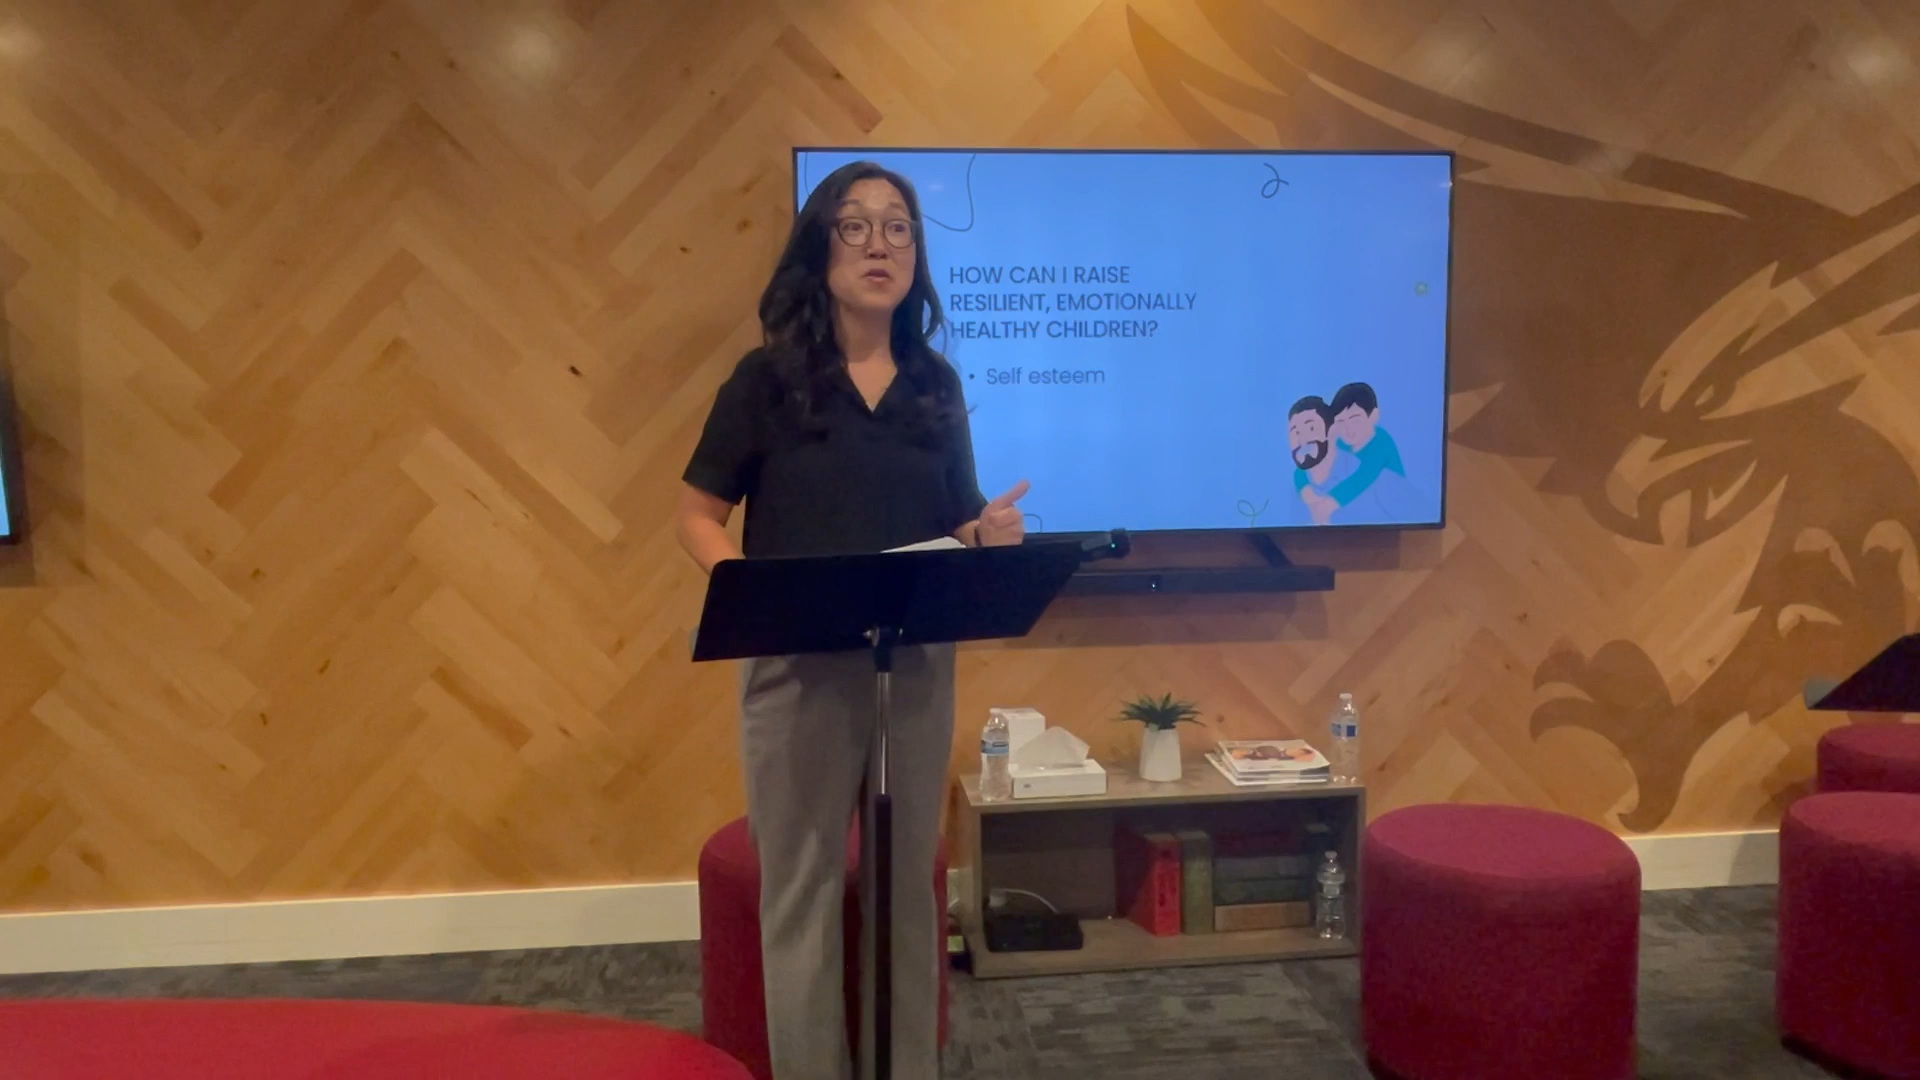 HOW CAN I RAISE
RESILIENT, EMOTIONALLY
HEALTHY CHILDREN?
• Self esteem